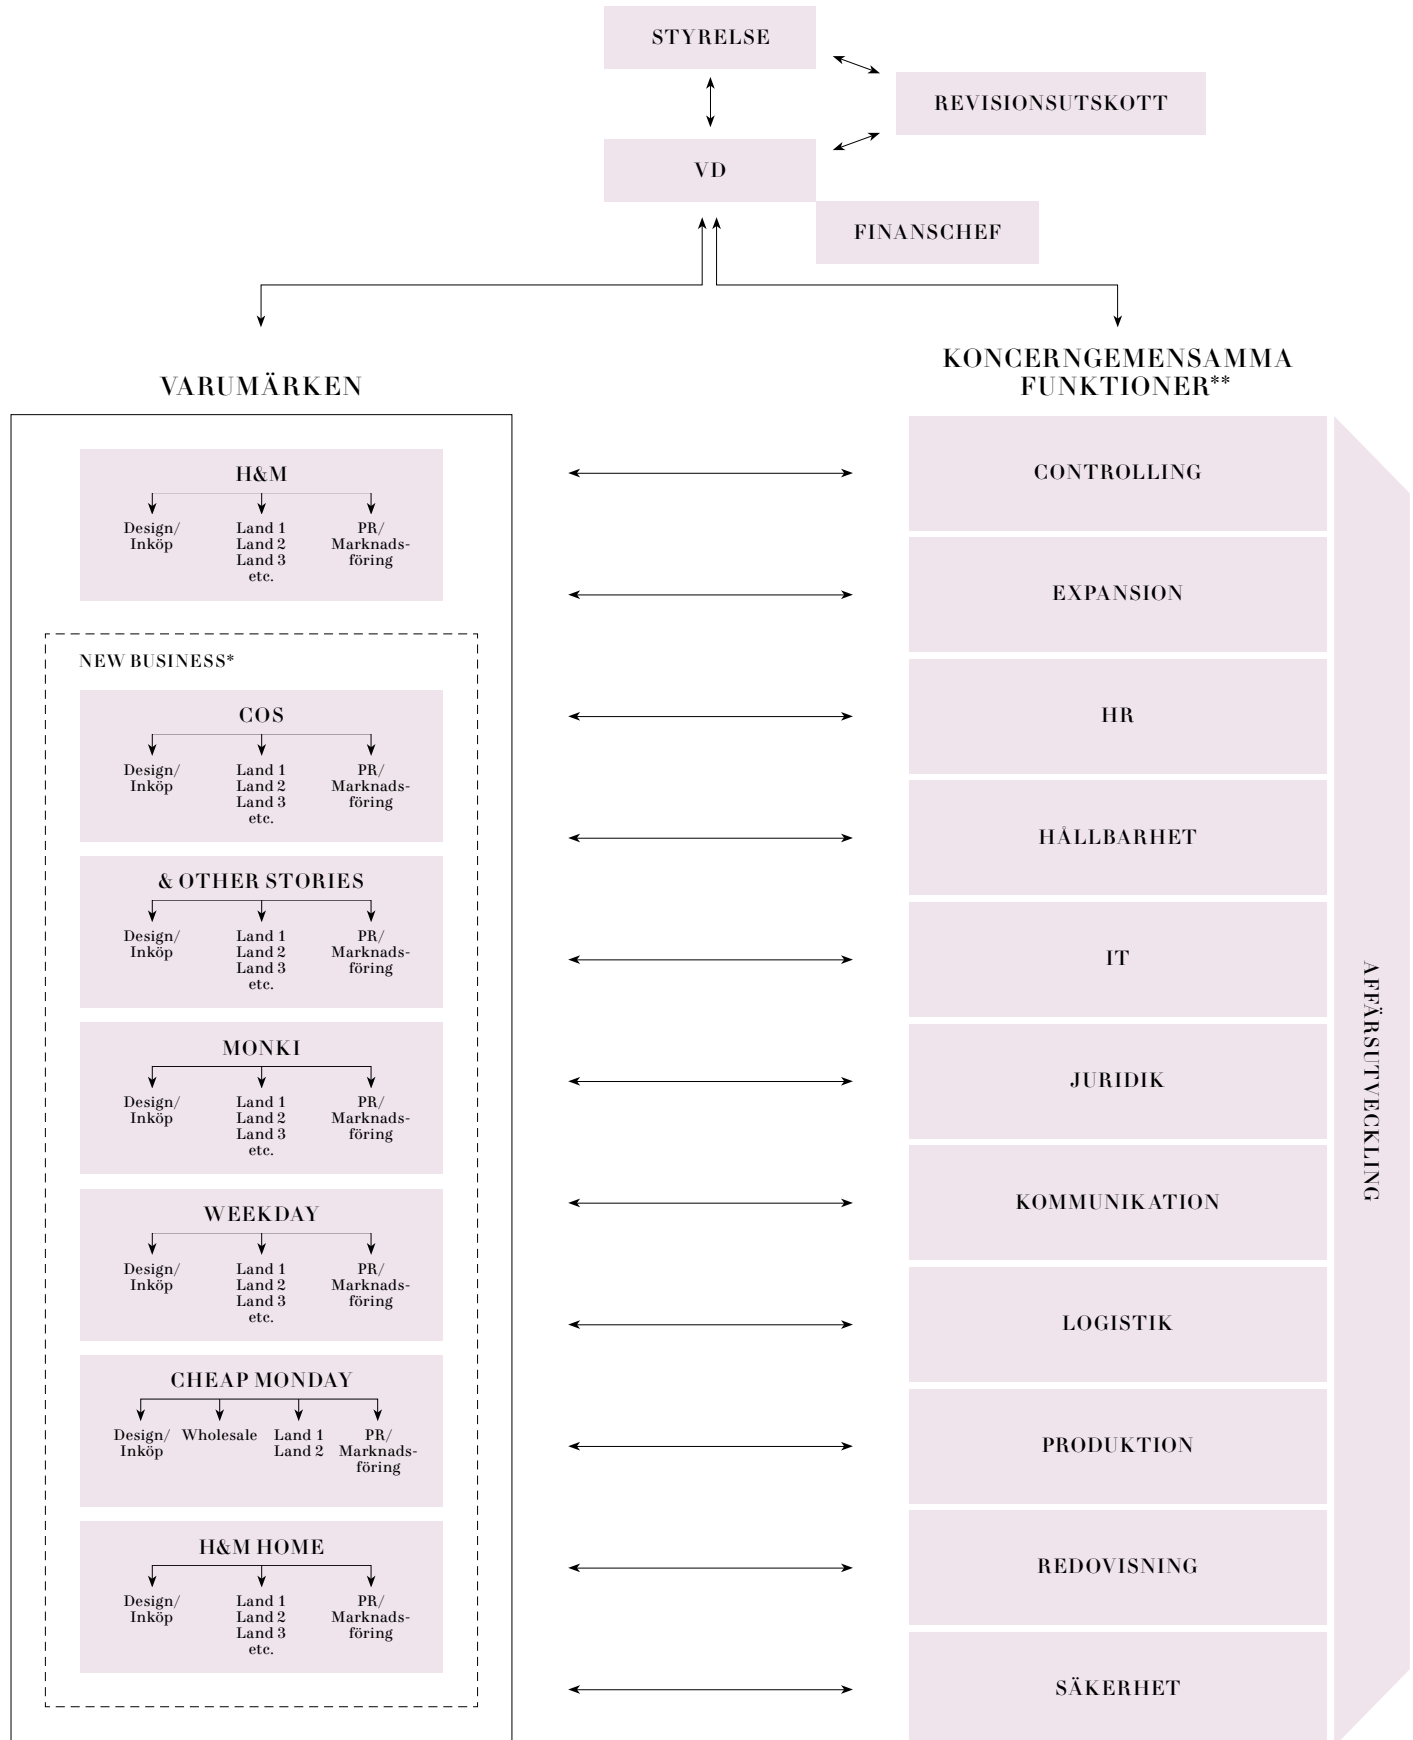 STYRELSE
REVISIONSUTSKOTT
VD
FINANSCHEF
VARUMÄRKEN
H&M
Design/
Inköp
Land 1
Land 2
Land 3
etc.
PR/
Marknads-
föring
NEW BUSINESS*
COS
Design/
Inköp
Land 1
Land 2
Land 3
etc.
PR/
Marknads-
föring
& OTHER STORIES
Design/
Inköp
Land 1
Land 2
Land 3
etc.
PR/
Marknads-
föring
MONKI
Design/
Inköp
Land 1
Land 2
Land 3
etc.
PR/
Marknads-
föring
WEEKDAY
Design/
Inköp
Land 1
Land 2
Land 3
etc.
PR/
Marknads-
föring
CHEAP MONDAY
Design/
Inköp
Wholesale
Land 1
Land 2
PR/
Marknads-
föring
H&M HOME
Design/
Inköp
Land 1
Land 2
Land 3
etc.
PR/
Marknads-
föring
KONCERNGEMENSAMMA
FUNKTIONER**
CONTROLLING
EXPANSION
HR
HÅLLBARHET
IT
JURIDIK
KOMMUNIKATION
LOGISTIK
PRODUKTION
REDOVISNING
SÄKERHET
AFFÄRSUTVECKLING